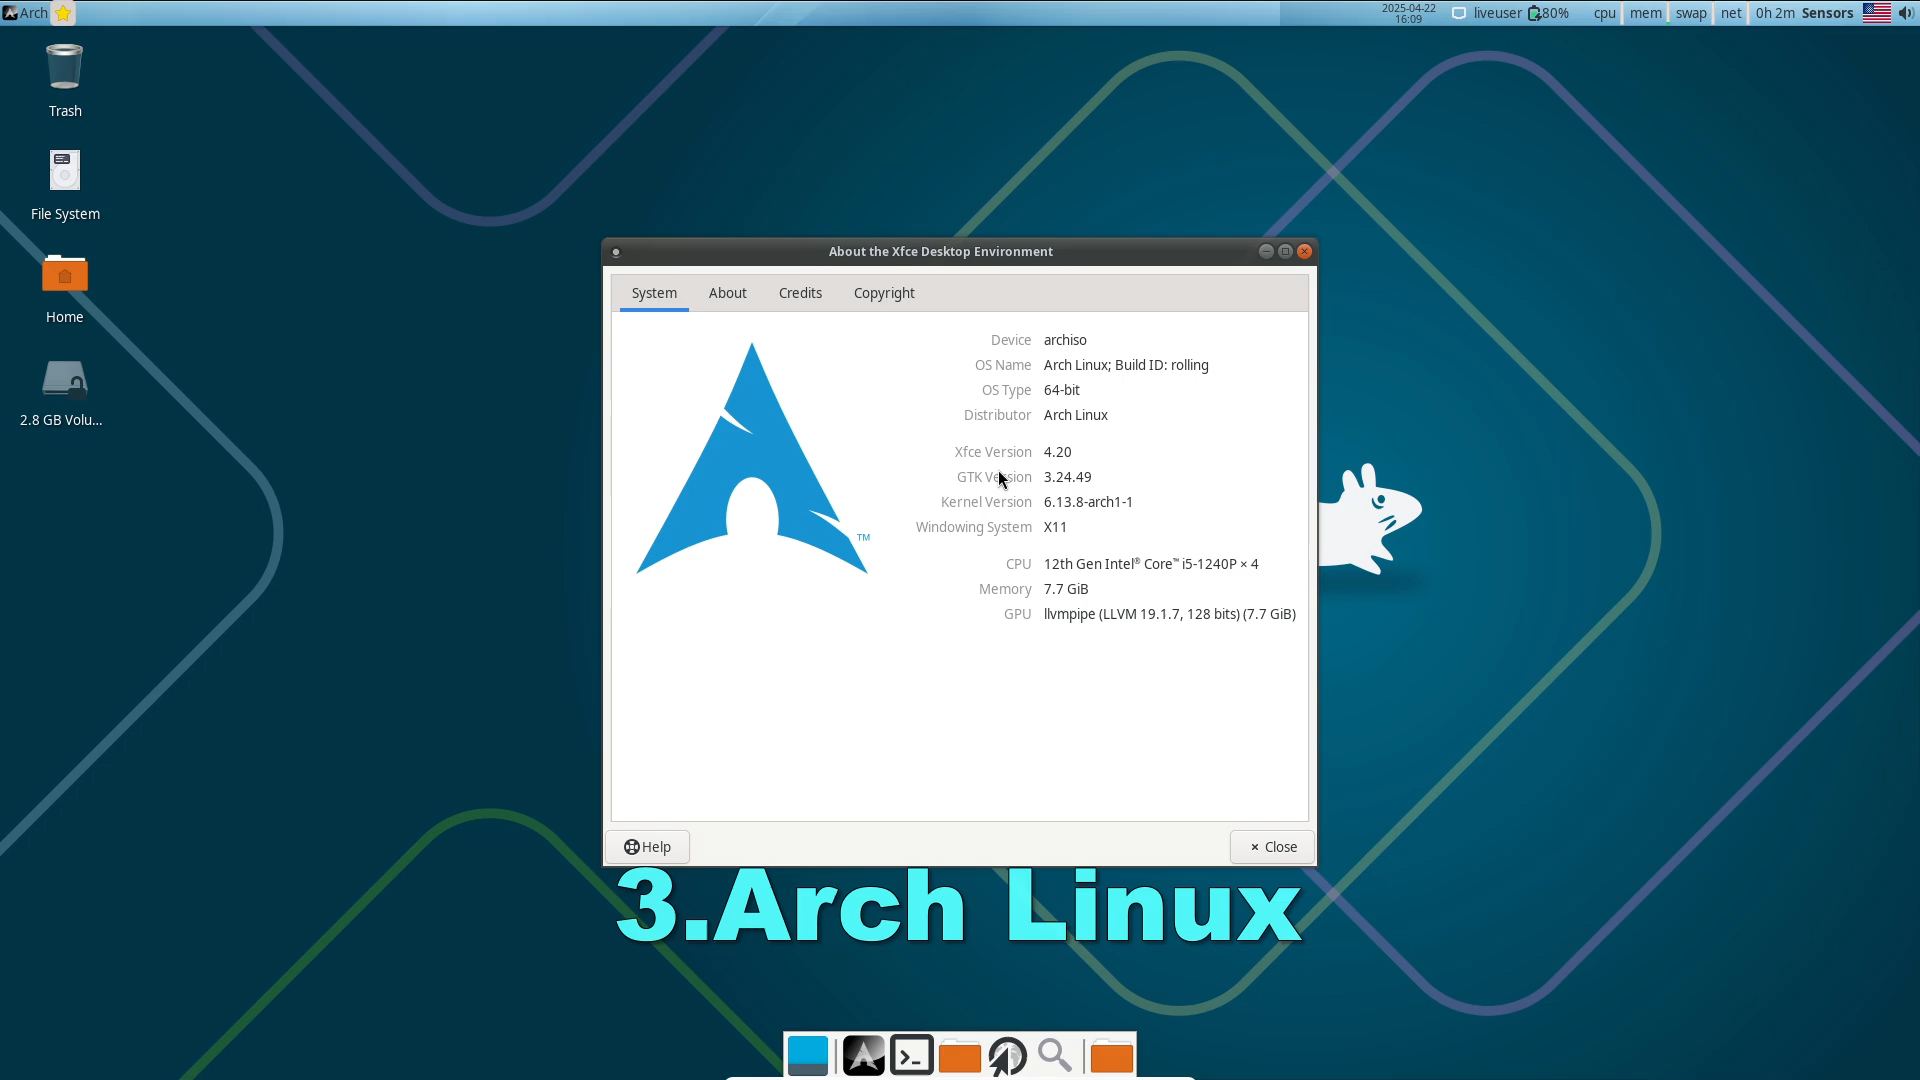 Arch
2025-04-22
16:09
liveuser
80%
cpu
mem
swap
net
0h 2m
Sensors
Trash
File System
Home
2.8 GB Volu...
About the Xfce Desktop Environment
System
About
Credits
Copyright
Device archiso
OS Name Arch Linux; Build ID: rolling
OS Type 64-bit
Distributor Arch Linux
Xfce Version 4.20
GTK Version 3.24.49
Kernel Version 6.13.8-arch1-1
Windowing System X11
CPU 12th Gen Intel® Core™ i5-1240P × 4
Memory 7.7 GiB
GPU llvmpipe (LLVM 19.1.7, 128 bits) (7.7 GiB)
TM
Help
Close
3.Arch Linux